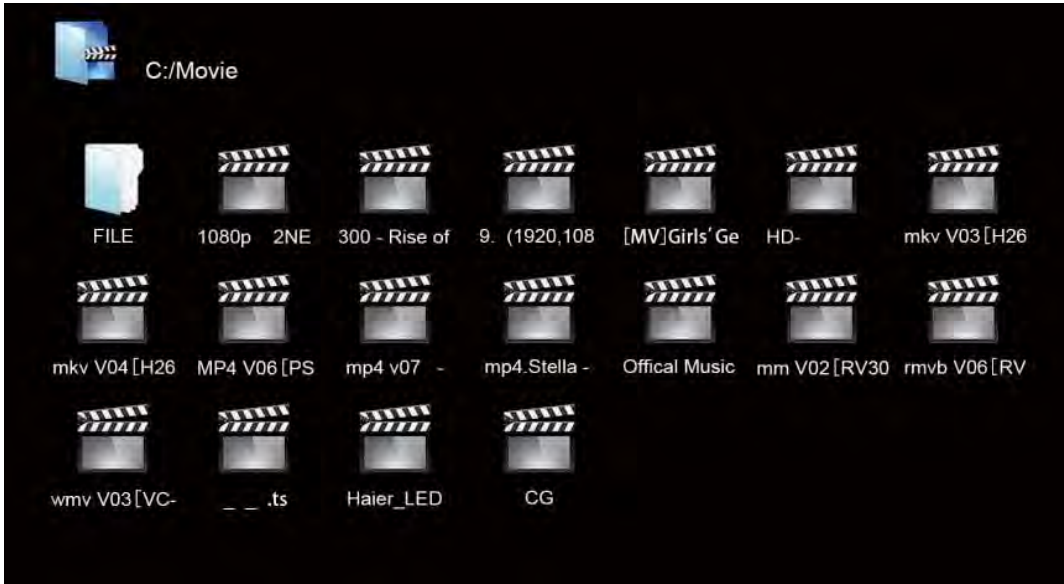 C:/Movie
FILE
1080p 2NE
300 - Rise of
9. (1920,108
[MV]Girls' Ge
HD-
mkv V03 [H26
mkv V04 [H26
MP4 V06 [PS
mp4 v07 -
mp4.Stella -
Offical Music
mm V02 [RV30
rmvb V06 [RV
wmv V03 [VC-
_ _ .ts
Haier_LED
CG